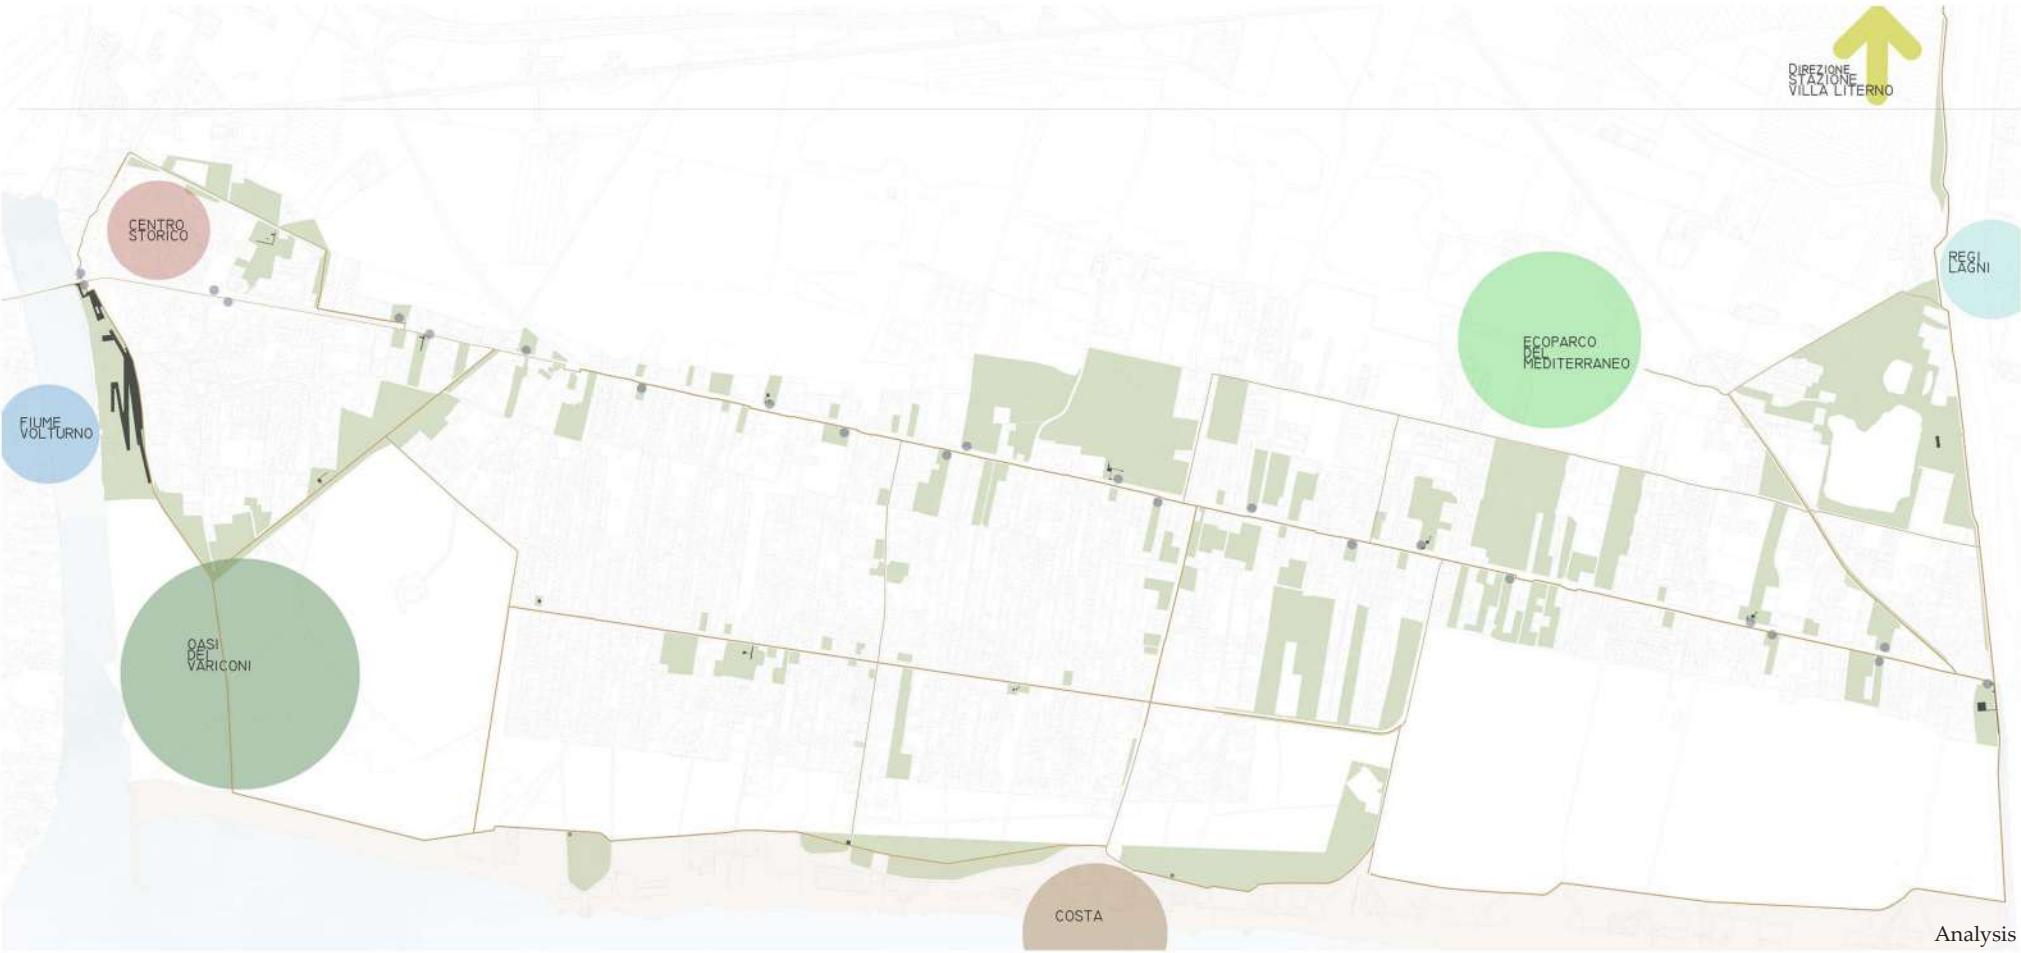 DIREZIONE
STAZIONE
VILLA LITERNO
CENTRO
STORICO
REGI
LAGNI
ECOPARCO
DEL
MEDITERRANEO
FIUME
VOLTURNO
OASI
DEI
VARICONI
COSTA
Analysis